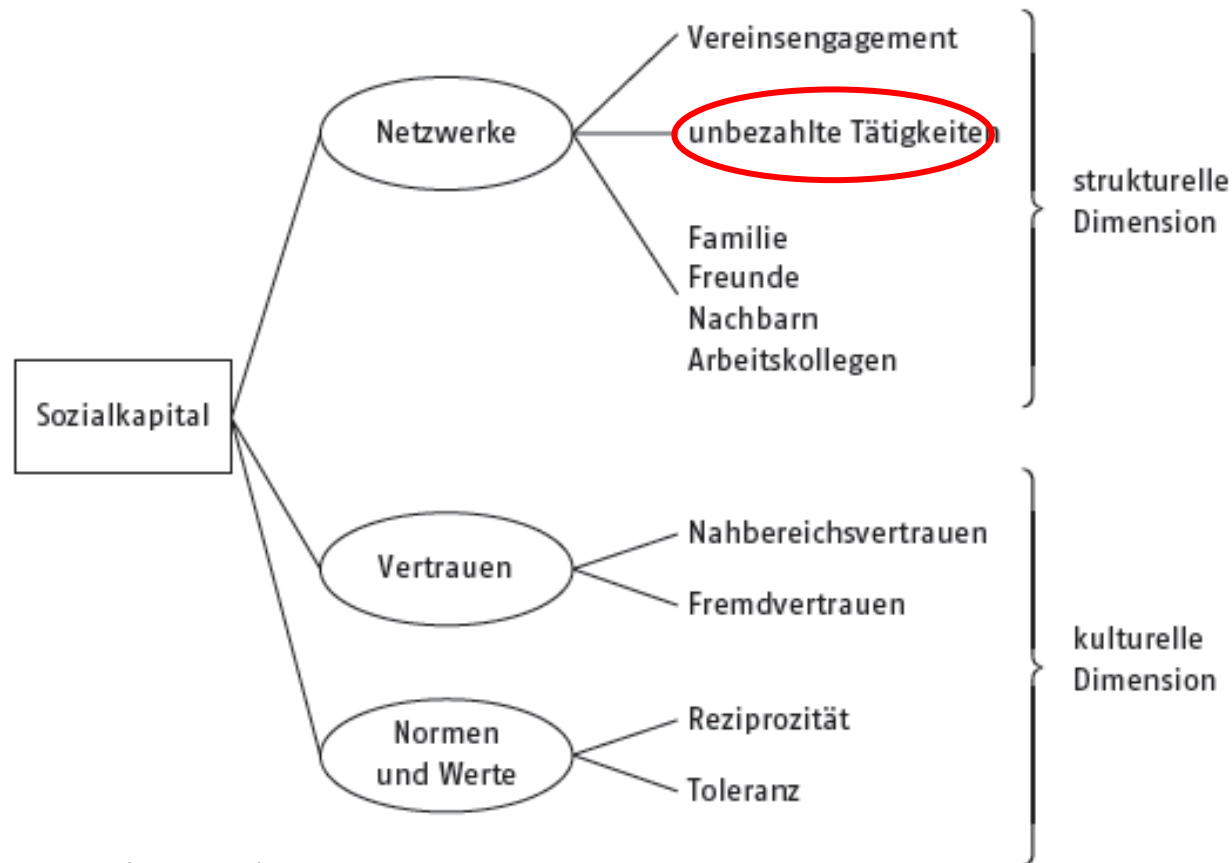 Vereinsengagement
Netzwerke
unbezahlte Tätigkeiten
strukturelle
Dimension
Familie
Freunde
Nachbarn
Arbeitskollegen
Sozialkapital
Vertrauen
Nahbereichsvertrauen
Fremdvertrauen
kulturelle
Dimension
Normen
und Werte
Reziprozität
Toleranz